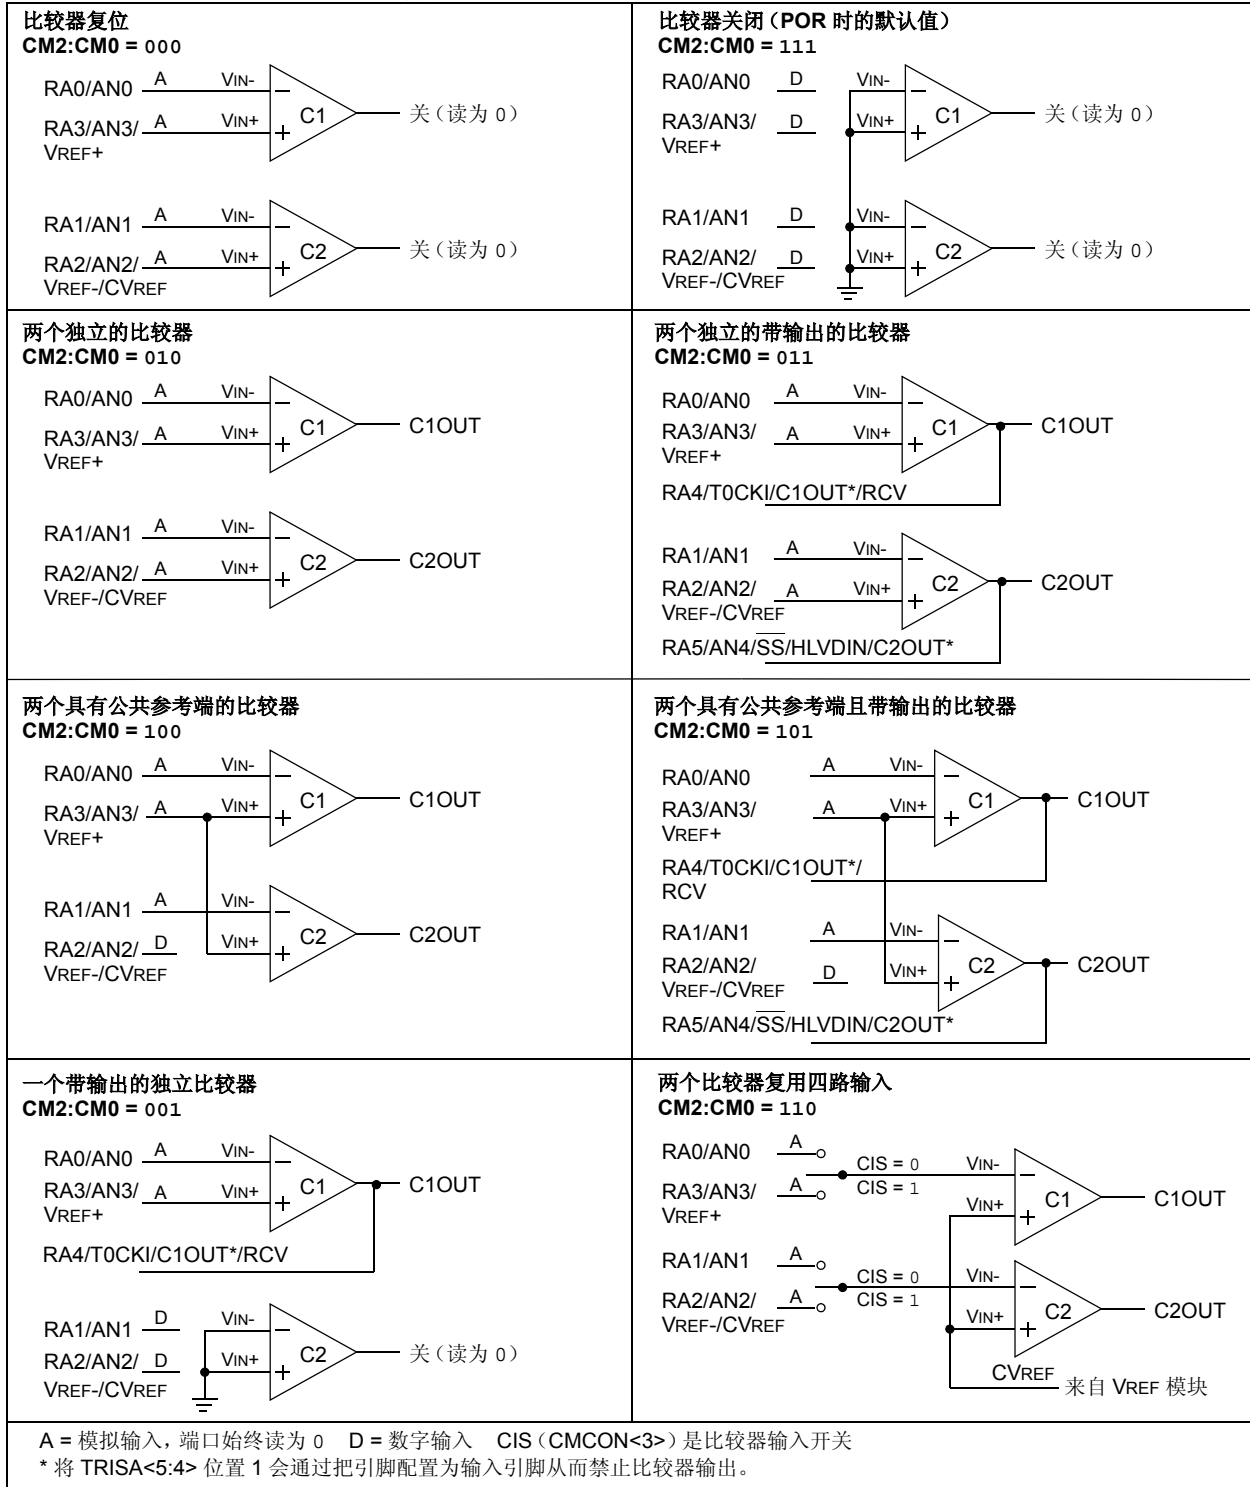 比较器复位
CM2:CM0 = 000
RA0/AN0 A VIN-
C1 关（读为 0）
RA3/AN3/ A VIN+
VREF+
RA1/AN1 A VIN-
C2 关（读为 0）
RA2/AN2/ A VIN+
VREF-/CVREF
比较器关闭（POR 时的默认值）
CM2:CM0 = 111
RA0/AN0 D VIN-
C1 关（读为 0）
RA3/AN3/ D VIN+
VREF+
RA1/AN1 D VIN-
C2 关（读为 0）
RA2/AN2/ D VIN+
VREF-/CVREF
两个独立的比较器
CM2:CM0 = 010
RA0/AN0 A VIN-
C1 C1OUT
RA3/AN3/ A VIN+
VREF+
RA1/AN1 A VIN-
C2 C2OUT
RA2/AN2/ A VIN+
VREF-/CVREF
两个独立的带输出的比较器
CM2:CM0 = 011
RA0/AN0 A VIN-
C1 C1OUT
RA3/AN3/ A VIN+
VREF+
RA4/T0CKI/C1OUT*/RCV
RA1/AN1 A VIN-
C2 C2OUT
RA2/AN2/ A VIN+
VREF-/CVREF
RA5/AN4/SS/HLVDIN/C2OUT*
两个具有公共参考端的比较器
CM2:CM0 = 100
RA0/AN0 A VIN-
C1 C1OUT
RA3/AN3/ A VIN+
VREF+
RA1/AN1 A VIN-
C2 C2OUT
RA2/AN2/ D VIN+
VREF-/CVREF
两个具有公共参考端且带输出的比较器
CM2:CM0 = 101
RA0/AN0 A VIN-
C1 C1OUT
RA3/AN3/ A VIN+
VREF+
RA4/T0CKI/C1OUT*/
RCV
RA1/AN1 A VIN-
C2 C2OUT
RA2/AN2/ D VIN+
VREF-/CVREF
RA5/AN4/SS/HLVDIN/C2OUT*
一个带输出的独立比较器
CM2:CM0 = 001
RA0/AN0 A VIN-
C1 C1OUT
RA3/AN3/ A VIN+
VREF+
RA4/T0CKI/C1OUT*/RCV
RA1/AN1 D VIN-
C2 关（读为 0）
RA2/AN2/ D VIN+
VREF-/CVREF
两个比较器复用四路输入
CM2:CM0 = 110
RA0/AN0 A
CIS = 0 VIN-
RA3/AN3/ A CIS = 1
VREF+ VIN+ C1 C1OUT
RA1/AN1 A
CIS = 0 VIN-
RA2/AN2/ A CIS = 1
VREF-/CVREF VIN+ C2 C2OUT
CVREF
来自 VREF 模块
A = 模拟输入，端口始终读为 0 D = 数字输入 CIS（CMCON<3>）是比较器输入开关
* 将 TRISA<5:4> 位置 1 会通过把引脚配置为输入引脚从而禁止比较器输出。